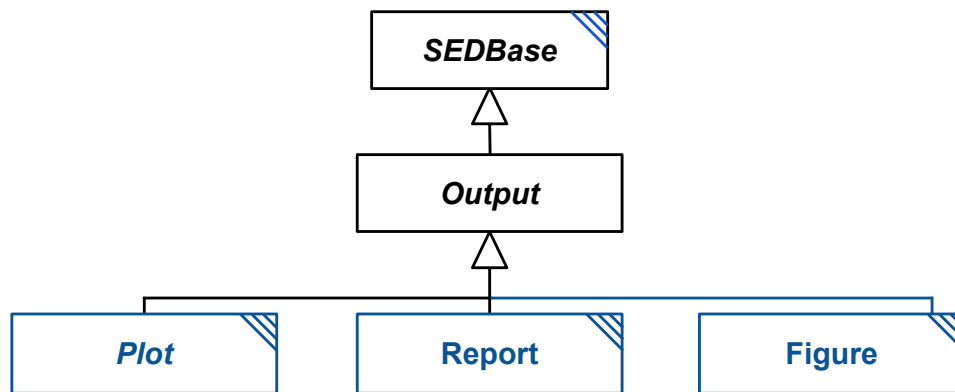 SEDBase
Output
Plot
Report
Figure